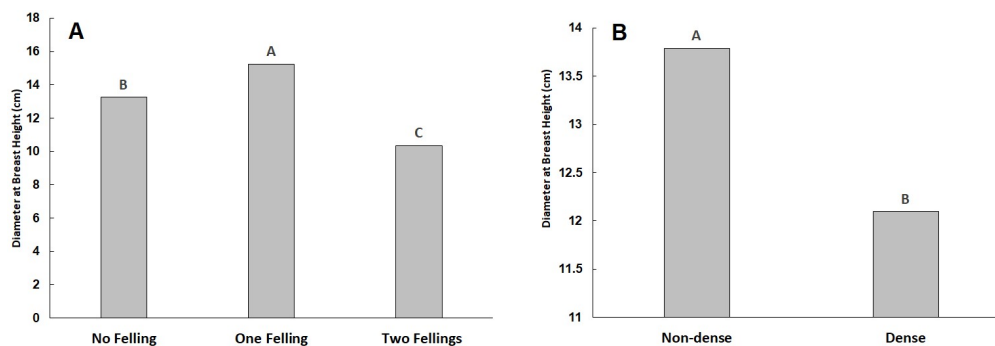 A
Diameter at Breast Height (cm)
18
16
14
12
10
8
6
4
2
0
B
A
C
No Felling
One Felling
Two Fellings
B
Diameter at Breast Height (cm)
14
13.5
13
12.5
12
11.5
11
A
B
Non-dense
Dense